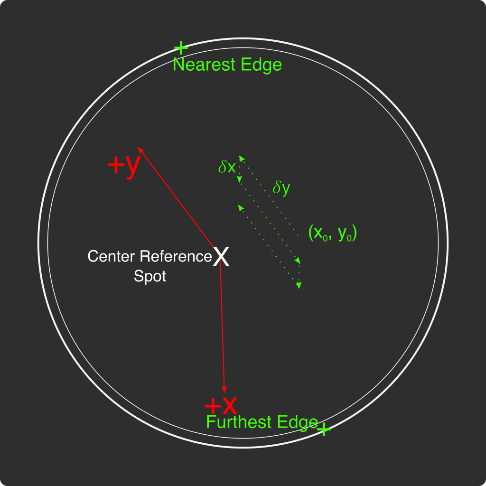 Nearest Edge
+y
δx
δy
(x₀, y₀)
Center Reference
Spot
X
+x
Furthest Edge